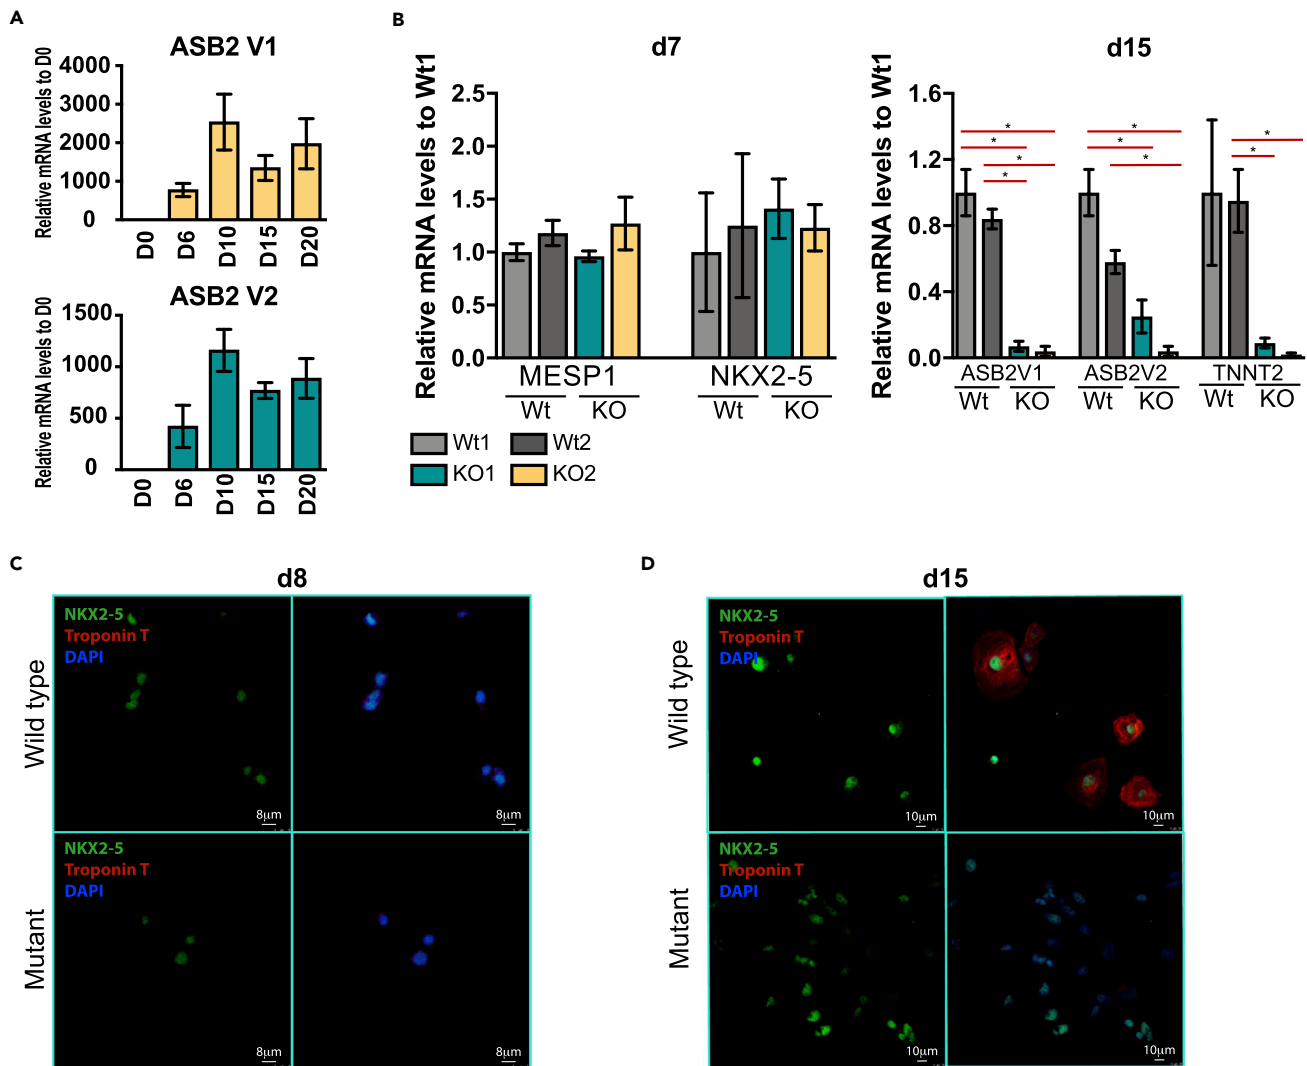 A
ASB2 V1
Relative mRNA levels to D0
4000
3000
2000
1000
0
D0
D6
D10
D15
D20
ASB2 V2
Relative mRNA levels to D0
1500
1000
500
0
D0
D6
D10
D15
D20
B
d7
Relative mRNA levels to Wt1
2.5
2.0
1.5
1.0
0.5
0.0
MESP1
NKX2-5
Wt
KO
Wt
KO
Wt1
Wt2
KO1
KO2
d15
Relative mRNA levels to Wt1
1.6
1.2
0.8
0.4
0.0
*
*
*
*
*
*
*
*
*
ASB2V1
ASB2V2
TNNT2
Wt
KO
Wt
KO
Wt
KO
C
d8
Wild type
NKX2-5
Troponin T
DAPI
8μm
8μm
Mutant
NKX2-5
Troponin T
DAPI
8μm
8μm
D
d15
Wild type
NKX2-5
Troponin T
DAPI
10μm
10μm
Mutant
NKX2-5
Troponin T
DAPI
10μm
10μm